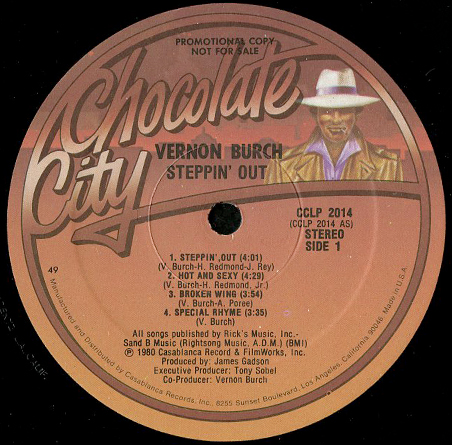 PROMOTIONAL COPY
NOT FOR SALE
Chocolate
City
VERNON BURCH
STEPPIN' OUT
CCLP 2014
(CCLP 2014 AS)
STEREO
SIDE 1
49
1. STEPPIN' OUT (4:01)
(V. Burch-H. Redmond-J. Rey)
2. HOT AND SEXY (4:29)
(V. Burch-H. Redmond, Jr.)
3. BROKEN WING (3:54)
(V. Burch-A. Poree)
4. SPECIAL RHYME (3:35)
(V. Burch)
All songs published by Rick's Music, Inc.-
Sand B Music (Rightsong Music, A.D.M.) (BMI)
℗ 1980 Casablanca Record & FilmWorks, Inc.
Produced by: James Gadson
Executive Producer: Tony Sobel
Co-Producer: Vernon Burch
Manufactured and Distributed by Casablanca Records, Inc., 8255 Sunset Boulevard, Los Angeles, California 90046. Made in U.S.A.